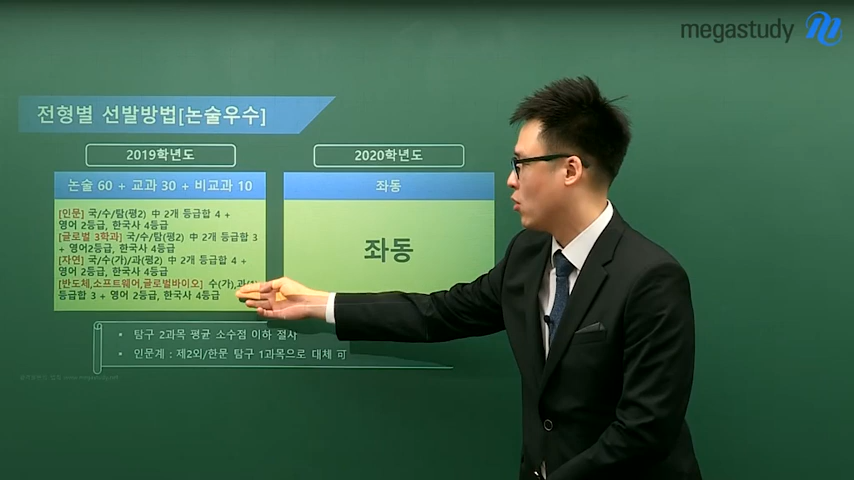 megastudy
전형별 선발방법[논술우수]
2019학년도
2020학년도
논술 60 + 교과 30 + 비교과 10
좌동
[인문] 국/수/탐(평2) 中 2개 등급합 4 +
영어 2등급, 한국사 4등급
[글로벌 3학과] 국/수/탐(평2) 中 2개 등급합 3
+ 영어2등급, 한국사 4등급
[자연] 국/수(가)/과(평2) 中 2개 등급합 4 +
영어 2등급, 한국사 4등급
[반도체,소프트웨어,글로벌바이오] 수(가),과(1)
등급합 3 + 영어 2등급, 한국사 4등급
좌동
• 탐구 2과목 평균 소수점 이하 절사
• 인문계 : 제2외/한문 탐구 1과목으로 대체 可